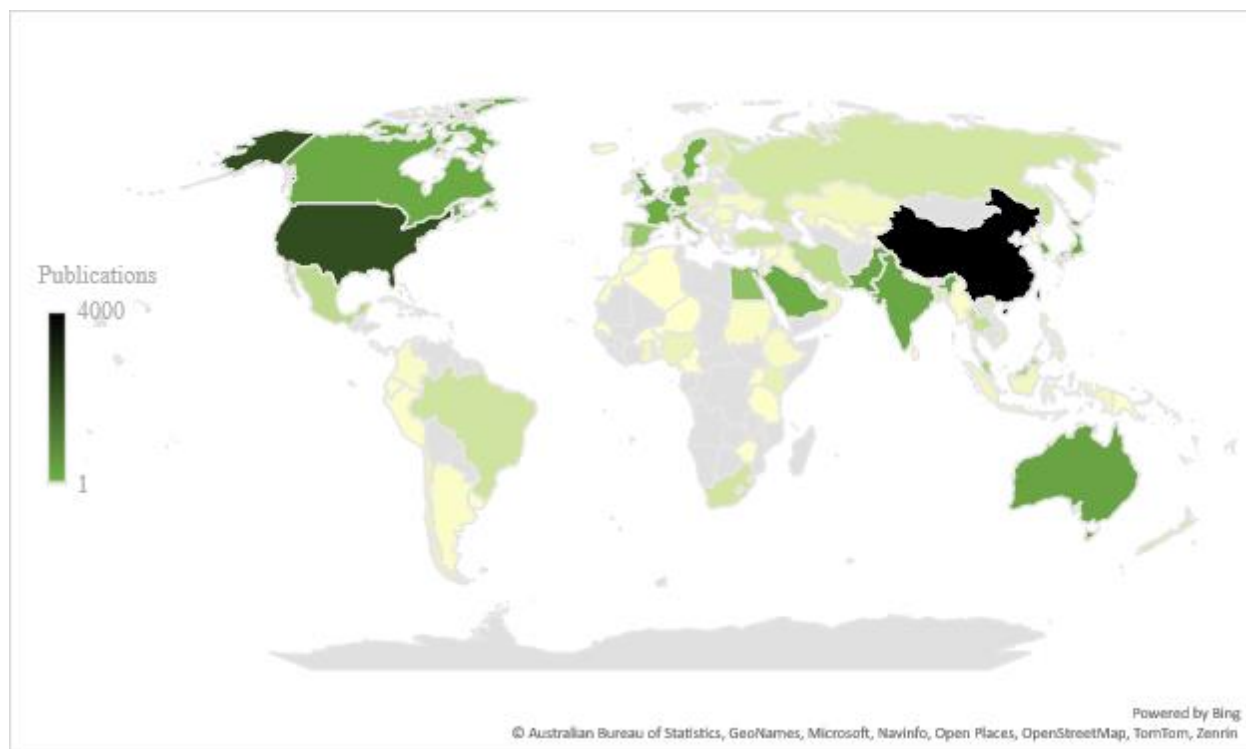 Publications
4000
1
Powered by Bing
© Australian Bureau of Statistics, GeoNames, Microsoft, Navinfo, Open Places, OpenStreetMap, TomTom, Zenrin